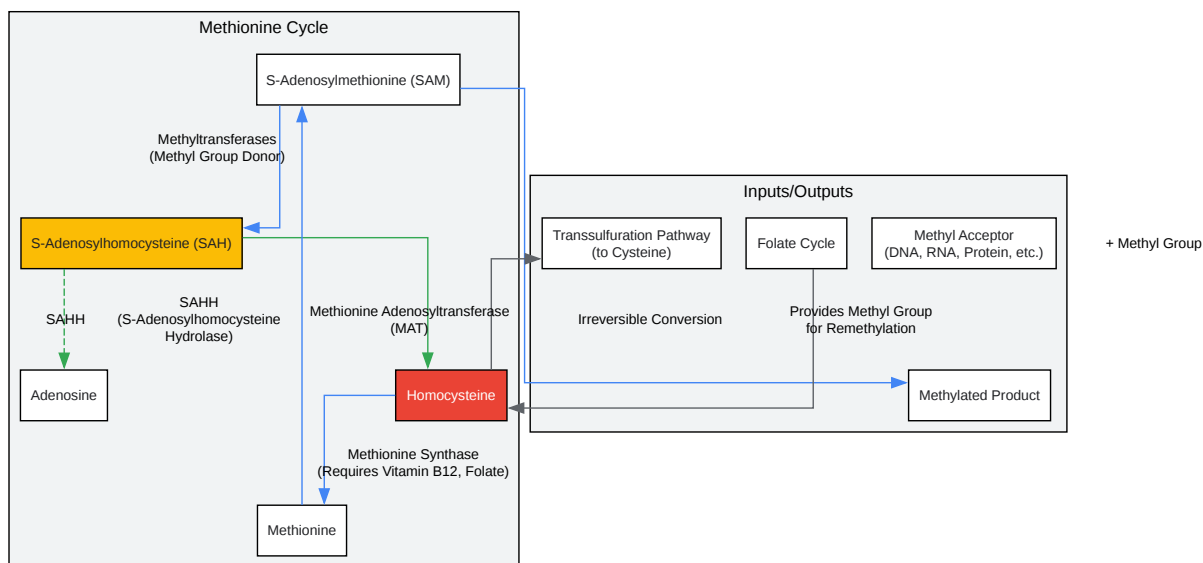 Methionine Cycle
S-Adenosylmethionine (SAM)
Methyltransferases
(Methyl Group Donor)
S-Adenosylhomocysteine (SAH)
SAHH
SAHH
(S-Adenosylhomocysteine
Hydrolase)
Methionine Adenosyltransferase
(MAT)
Adenosine
Homocysteine
Methionine Synthase
(Requires Vitamin B12, Folate)
Methionine
Inputs/Outputs
Transsulfuration Pathway
(to Cysteine)
Folate Cycle
Methyl Acceptor
(DNA, RNA, Protein, etc.)
+ Methyl Group
Irreversible Conversion
Provides Methyl Group
for Remethylation
Methylated Product